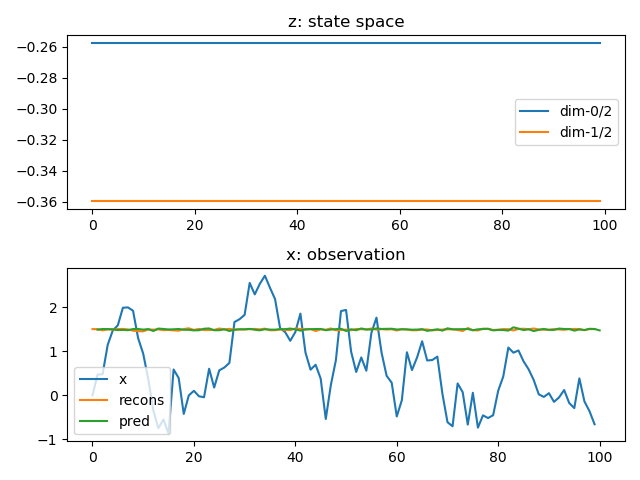 z: state space
−0.26
−0.28
−0.30
−0.32
−0.34
−0.36
dim-0/2
dim-1/2
0 20 40 60 80 100
x: observation
2
1
0
−1
x
recons
pred
0 20 40 60 80 100